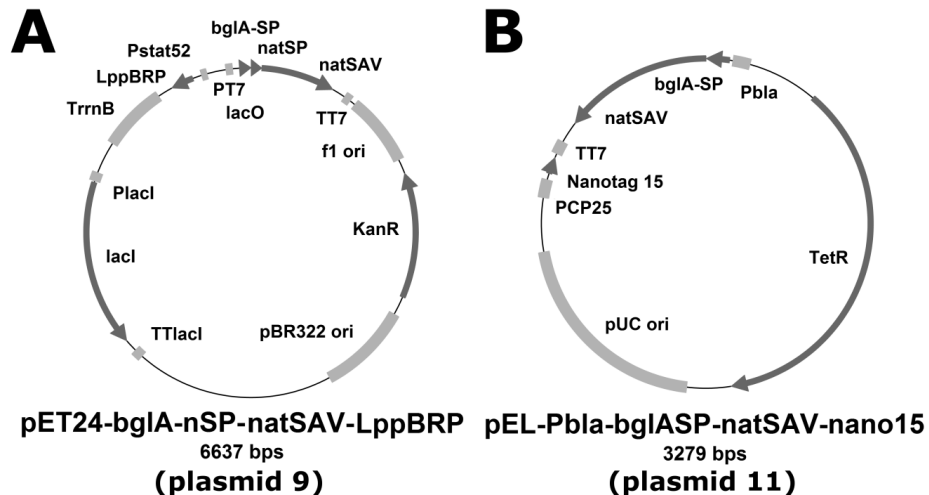 A
bglA-SP
natSP
Pstat52
natSAV
LppBRP
PT7
TrrnB
lacO
TT7
f1 ori
PlacI
KanR
lacI
TTlacI
pBR322 ori
pET24-bglA-nSP-natSAV-LppBRP
6637 bps
(plasmid 9)
B
bglA-SP
Pbla
natSAV
TT7
Nanotag 15
PCP25
TetR
pUC ori
pEL-Pbla-bglASP-natSAV-nano15
3279 bps
(plasmid 11)